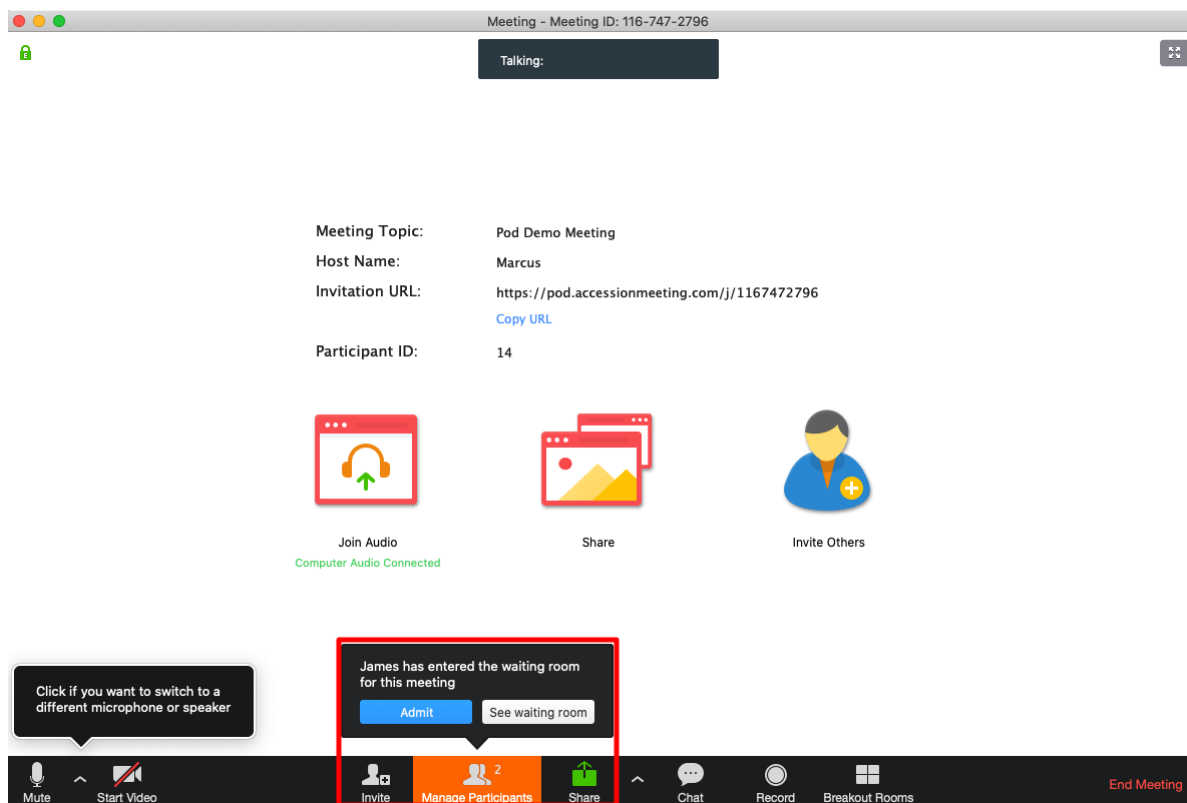 Meeting - Meeting ID: 116-747-2796
E
Talking:
Meeting Topic: Pod Demo Meeting
Host Name: Marcus
Invitation URL: https://pod.accessionmeeting.com/j/1167472796
Copy URL
Participant ID: 14
Join Audio Share Invite Others
Computer Audio Connected
James has entered the waiting room
for this meeting
Admit See waiting room
Click if you want to switch to a
different microphone or speaker
2
Mute Start Video Invite Manage Participants Share Chat Record Breakout Rooms End Meeting